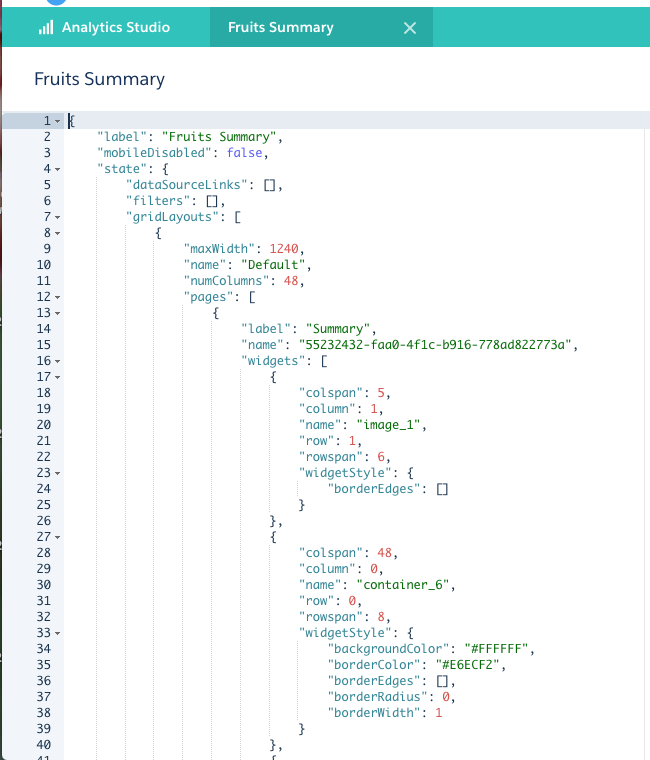 Analytics Studio
Fruits Summary
Fruits Summary
1 {
2 "label": "Fruits Summary",
3 "mobileDisabled": false,
4 "state": {
5 "dataSourceLinks": [],
6 "filters": [],
7 "gridLayouts": [
8 {
9 "maxWidth": 1240,
10 "name": "Default",
11 "numColumns": 48,
12 "pages": [
13 {
14 "label": "Summary",
15 "name": "55232432-faa0-4f1c-b916-778ad822773a",
16 "widgets": [
17 {
18 "colspan": 5,
19 "column": 1,
20 "name": "image_1",
21 "row": 1,
22 "rowspan": 6,
23 "widgetStyle": {
24 "borderEdges": []
25 }
26 },
27 {
28 "colspan": 48,
29 "column": 0,
30 "name": "container_6",
31 "row": 0,
32 "rowspan": 8,
33 "widgetStyle": {
34 "backgroundColor": "#FFFFFF",
35 "borderColor": "#E6ECF2",
36 "borderEdges": [],
37 "borderRadius": 0,
38 "borderWidth": 1
39 }
40 },
41 {